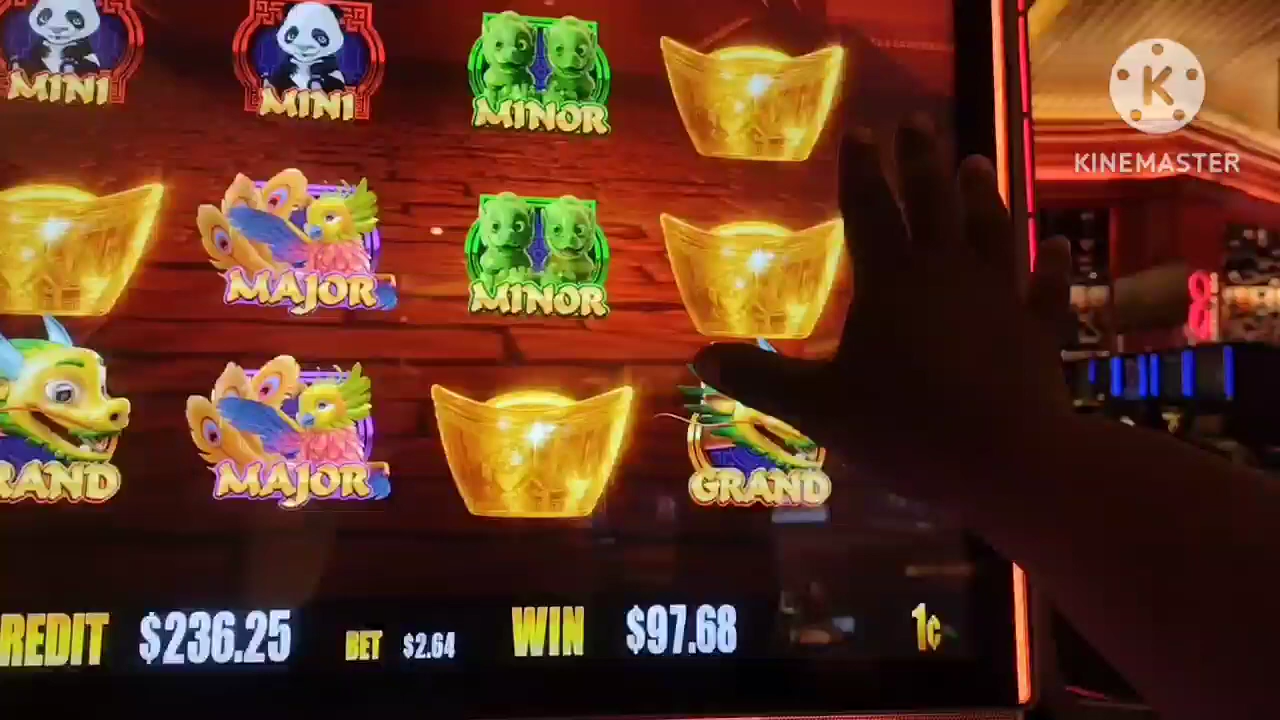 MINI
MINI
MINOR
K
KINEMASTER
MAJOR
MINOR
RAND
MAJOR
GRAND
REDIT $236.25 BET $2.64 WIN $97.68 1¢